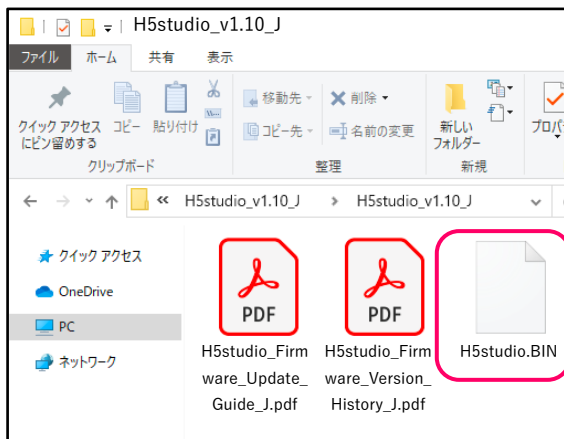 H5studio_v1.10_J
ファイル ホーム 共有 表示
クイック アクセス
にピン留めする
コピー
貼り付け
移動先
コピー先
削除
名前の変更
新しい
フォルダー
クリップボード 整理 新規
« H5studio_v1.10_J > H5studio_v1.10_J
クイック アクセス
OneDrive
PC
ネットワーク
PDF
H5studio_Firm
ware_Update_
Guide_J.pdf
PDF
H5studio_Firm
ware_Version_
History_J.pdf
H5studio.BIN